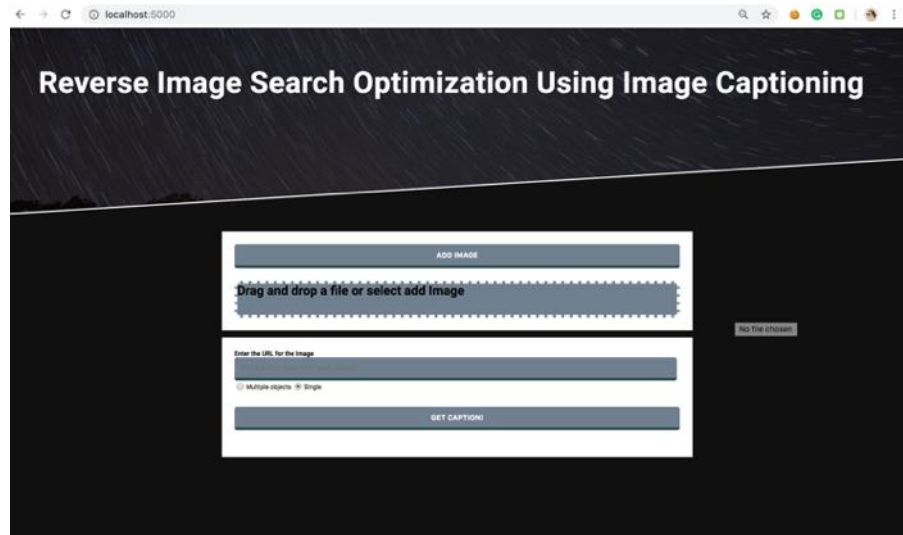 localhost:5000
Reverse Image Search Optimization Using Image Captioning
ADD IMAGE
Drag and drop a file or select add Image
No file chosen
Enter the URL for the Image
Multiple objects Single
GET CAPTION!